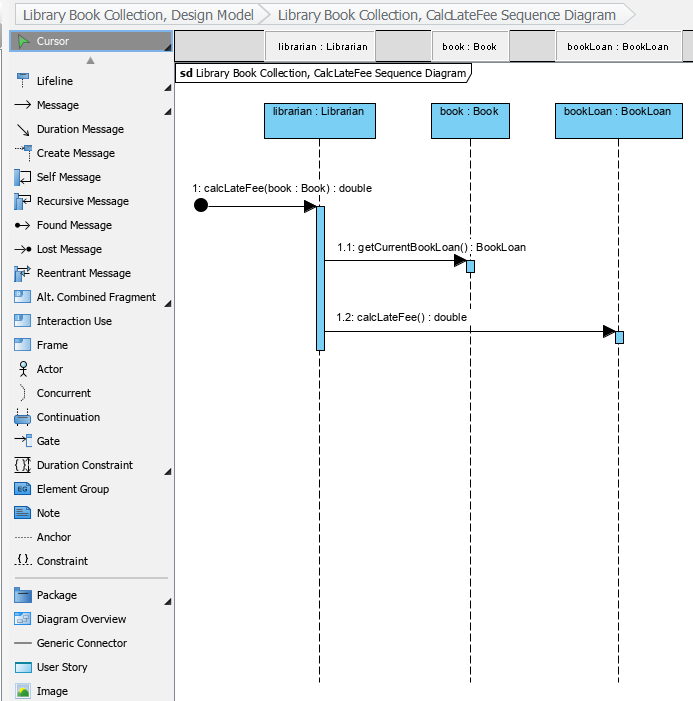 Library Book Collection, Design Model
Library Book Collection, CalcLateFee Sequence Diagram
Cursor
Lifeline
Message
Duration Message
Create Message
Self Message
Recursive Message
Found Message
Lost Message
Reentrant Message
Alt. Combined Fragment
Interaction Use
Frame
Actor
Concurrent
Continuation
Gate
Duration Constraint
EG
Element Group
Note
Anchor
Constraint
Package
Diagram Overview
Generic Connector
User Story
Image
librarian : Librarian
book : Book
bookLoan : BookLoan
sd Library Book Collection, CalcLateFee Sequence Diagram
librarian : Librarian
book : Book
bookLoan : BookLoan
1: calcLateFee(book : Book) : double
1.1: getCurrentBookLoan() : BookLoan
1.2: calcLateFee() : double